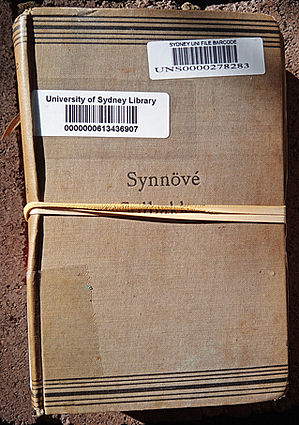 SYDNEY UNI FILE BARCODE
UNS0000278283
University of Sydney Library
0000000613436907
Synnövé